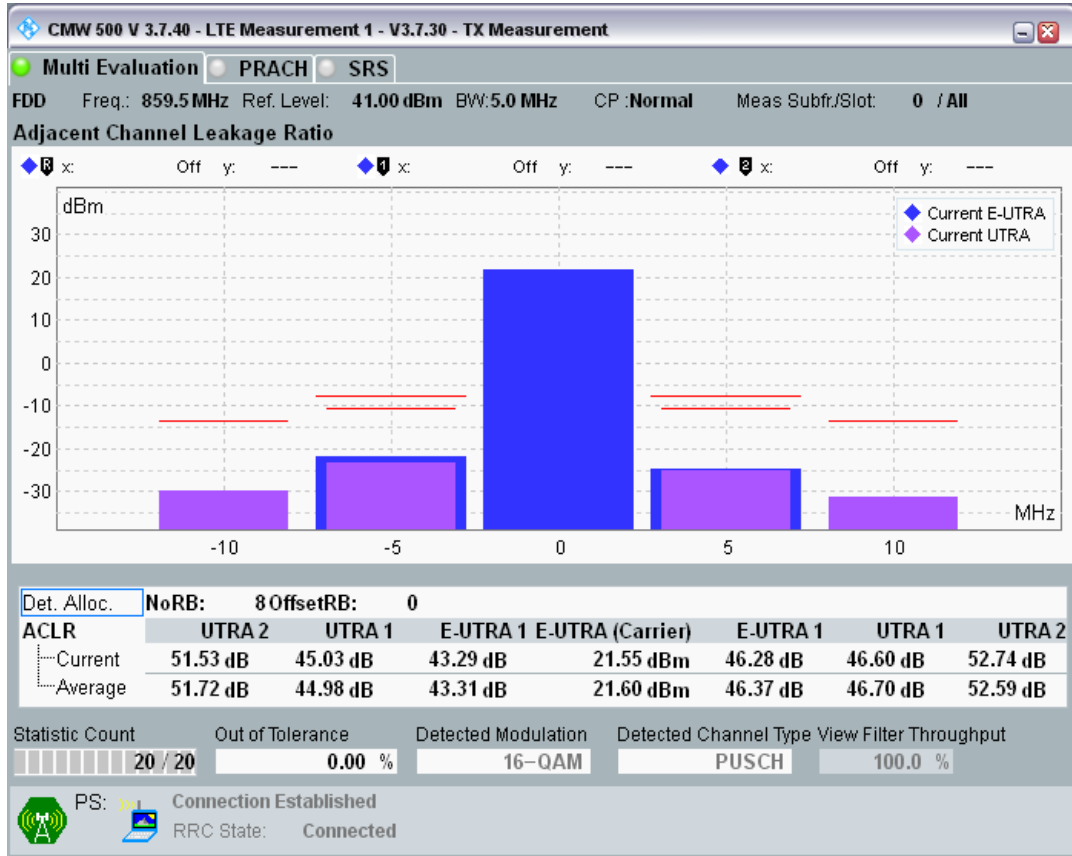 CMW 500 V 3.7.40 - LTE Measurement 1 - V3.7.30 - TX Measurement
Multi Evaluation PRACH SRS
FDD Freq.: 859.5 MHz Ref. Level: 41.00 dBm BW: 5.0 MHz CP : Normal Meas Subfr./Slot: 0 / All
Adjacent Channel Leakage Ratio
R x: Off y: --- 1 x: Off y: --- 2 x: Off y: ---
dBm
Current E-UTRA
Current UTRA
30
20
10
0
-10
-20
-30
MHz
-10 -5 0 5 10
Det. Alloc. NoRB: 8 OffsetRB: 0
ACLR UTRA 2 UTRA 1 E-UTRA 1 E-UTRA (Carrier) E-UTRA 1 UTRA 1 UTRA 2
Current 51.53 dB 45.03 dB 43.29 dB 21.55 dBm 46.28 dB 46.60 dB 52.74 dB
Average 51.72 dB 44.98 dB 43.31 dB 21.60 dBm 46.37 dB 46.70 dB 52.59 dB
Statistic Count Out of Tolerance Detected Modulation Detected Channel Type View Filter Throughput
20 / 20 0.00 % 16-QAM PUSCH 100.0 %
PS: Connection Established
RRC State: Connected